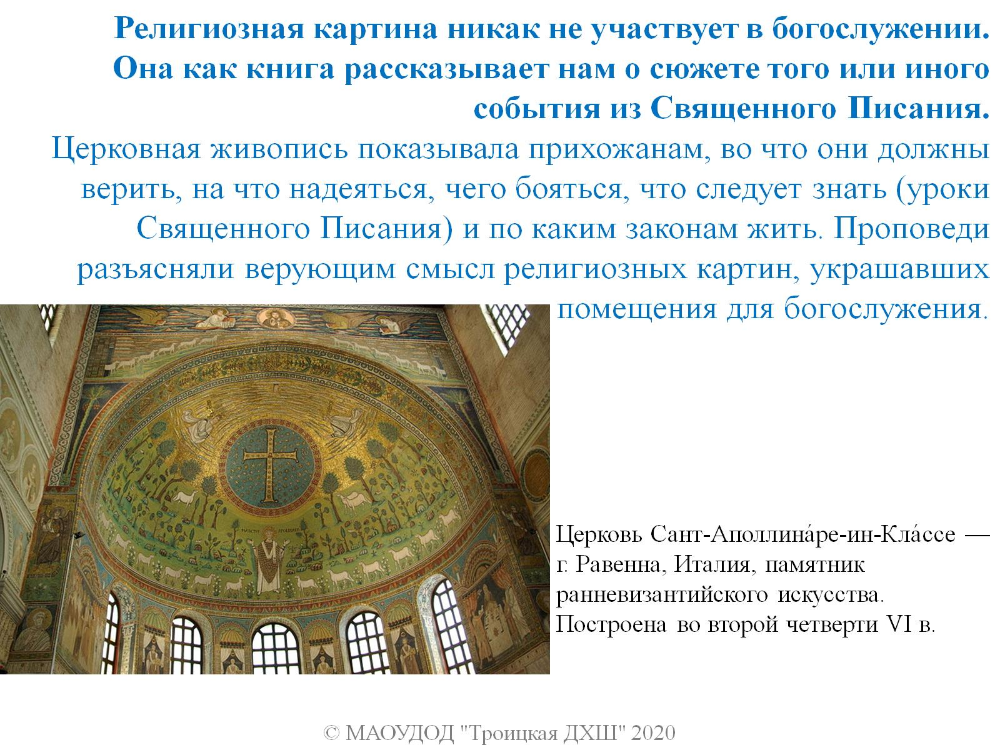 Религиозная картина никак не участвует в богослужении.
Она как книга рассказывает нам о сюжете того или иного
события из Священного Писания.
Церковная живопись показывала прихожанам, во что они должны
верить, на что надеяться, чего бояться, что следует знать (уроки
Священного Писания) и по каким законам жить. Проповеди
разъясняли верующим смысл религиозных картин, украшавших
помещения для богослужения.
Церковь Сант-Аполлина́ре-ин-Кла́ссе —
г. Равенна, Италия, памятник
ранневизантийского искусства.
Построена во второй четверти VI в.
© МАОУДОД "Троицкая ДХШ" 2020